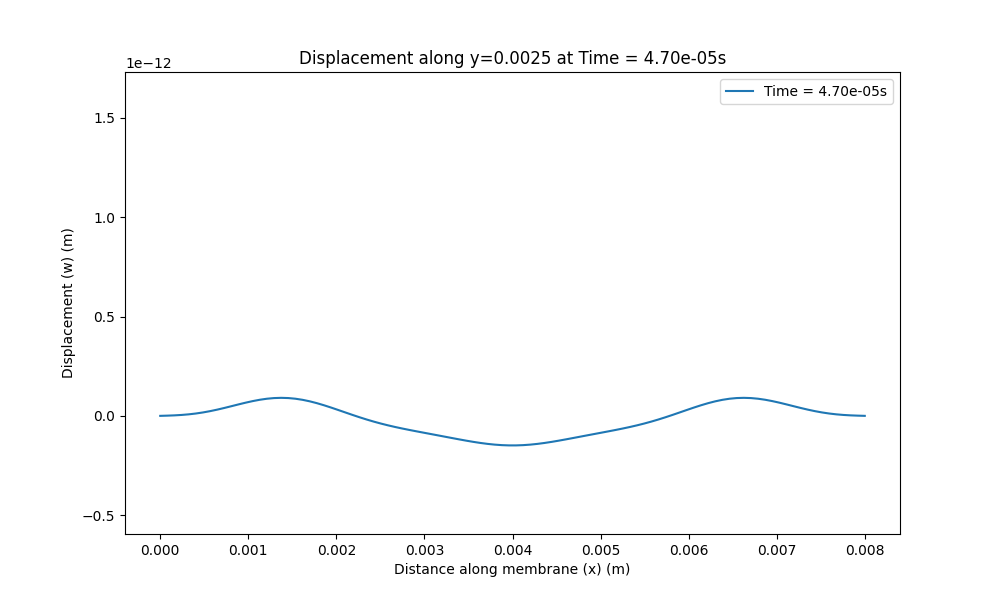 Displacement along y=0.0025 at Time = 4.70e-05s
1e−12
Time = 4.70e-05s
1.5
1.0
0.5
0.0
−0.5
Displacement (w) (m)
0.000 0.001 0.002 0.003 0.004 0.005 0.006 0.007 0.008
Distance along membrane (x) (m)